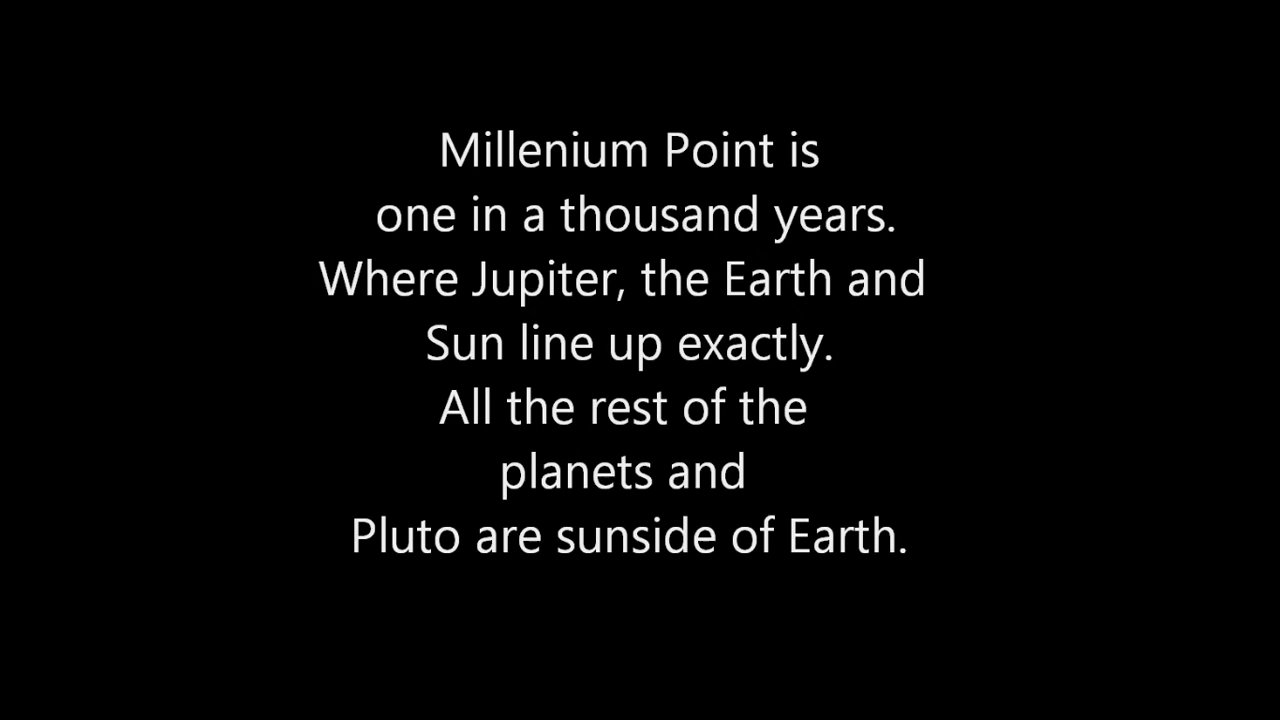 Millenium Point is
one in a thousand years.
Where Jupiter, the Earth and
Sun line up exactly.
All the rest of the
planets and
Pluto are sunside of Earth.